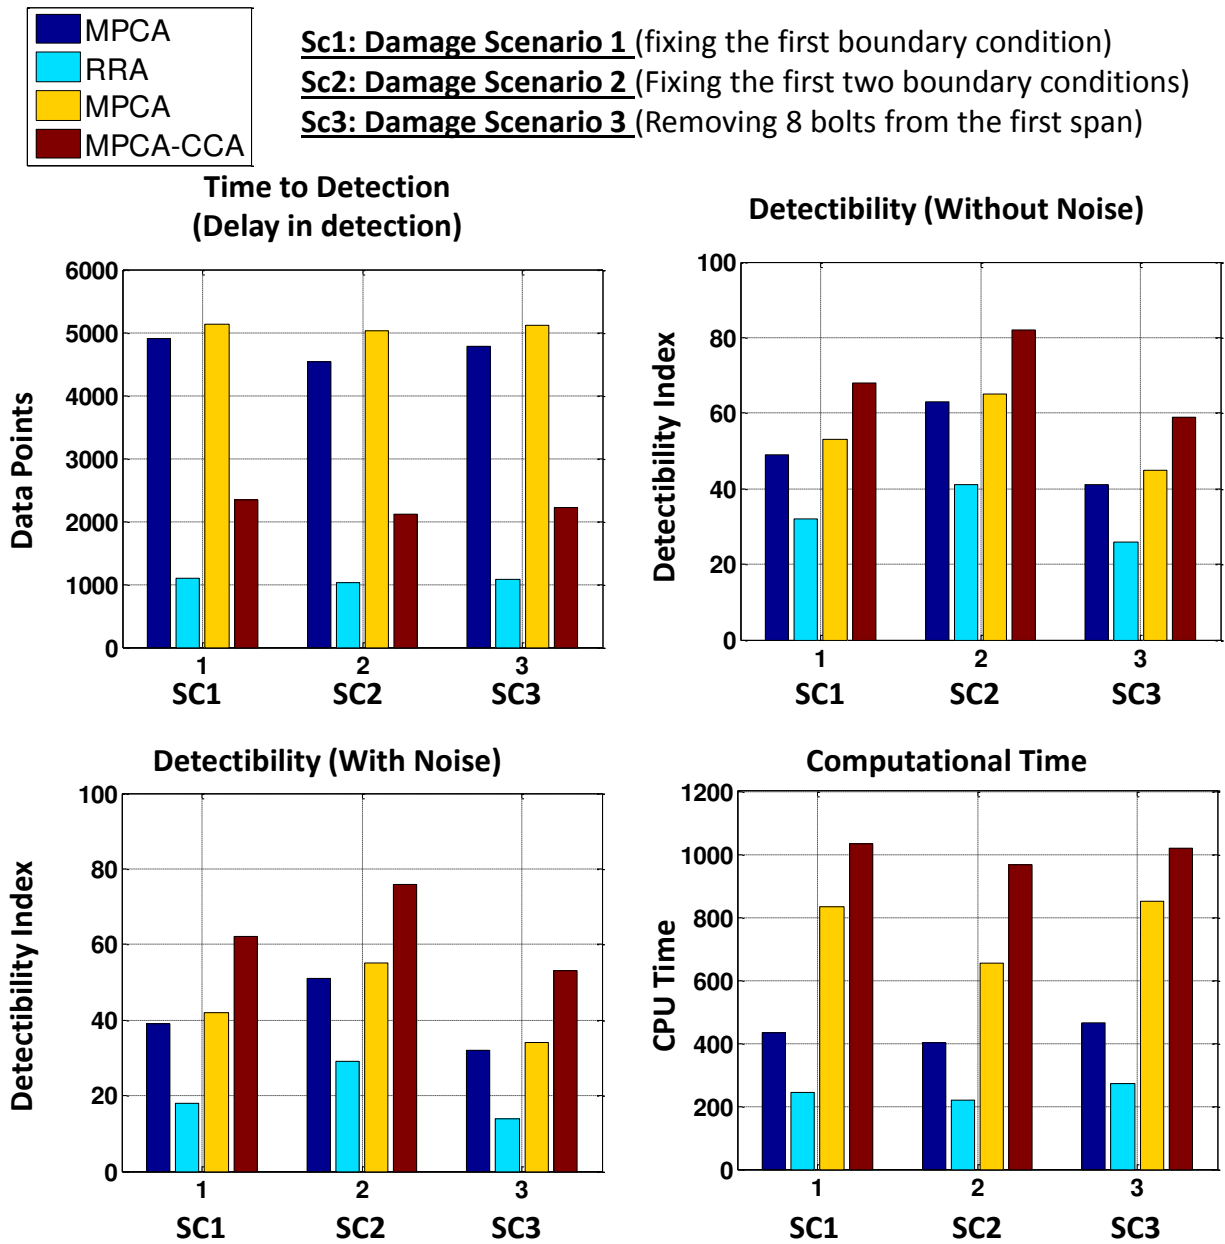 MPCA
RRA
MPCA
MPCA-CCA
Sc1: Damage Scenario 1 (fixing the first boundary condition)
Sc2: Damage Scenario 2 (Fixing the first two boundary conditions)
Sc3: Damage Scenario 3 (Removing 8 bolts from the first span)
Time to Detection
(Delay in detection)
6000
5000
4000
3000
2000
1000
0
Data Points
1 2 3
SC1 SC2 SC3
Detectibility (Without Noise)
100
80
60
40
20
0
Detectibility Index
1 2 3
SC1 SC2 SC3
Detectibility (With Noise)
100
80
60
40
20
0
Detectibility Index
1 2 3
SC1 SC2 SC3
Computational Time
1200
1000
800
600
400
200
0
CPU Time
1 2 3
SC1 SC2 SC3